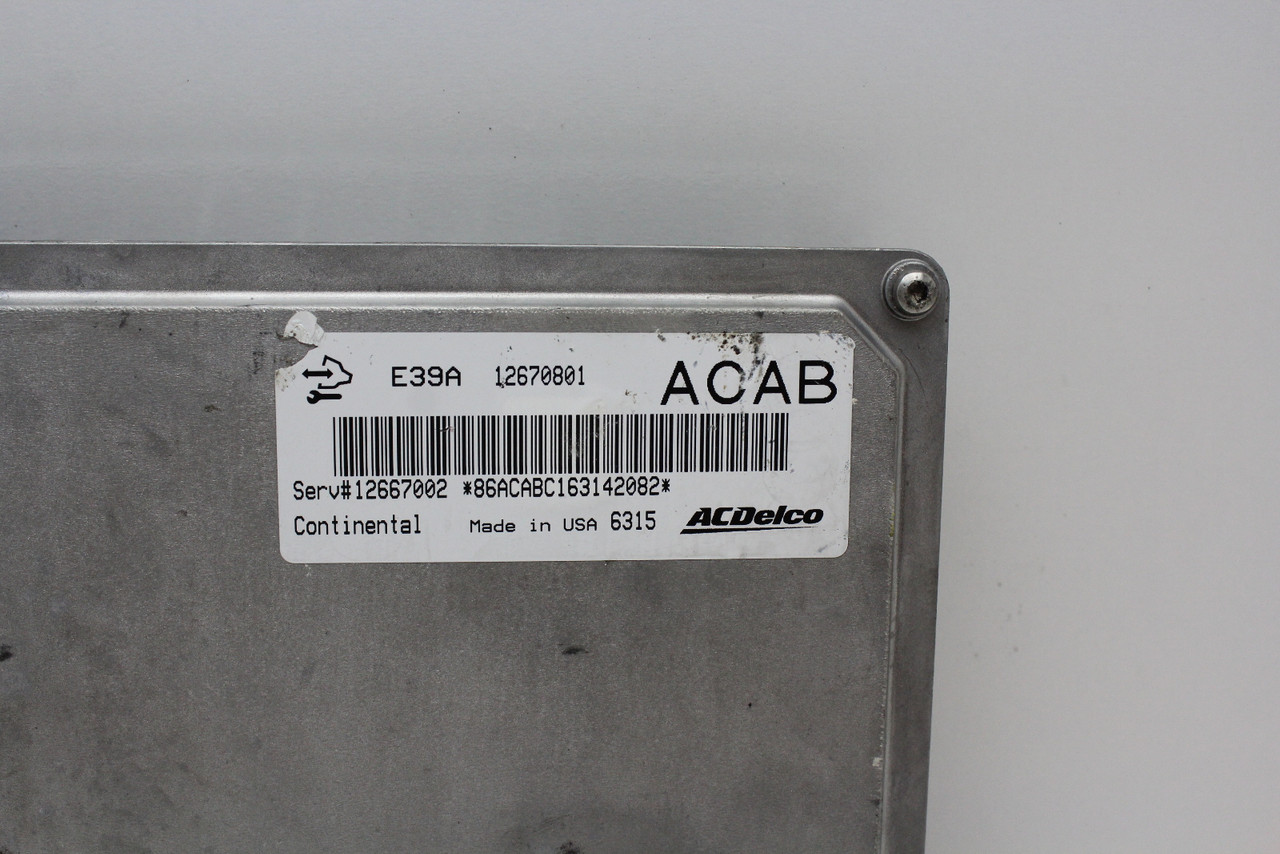 E39A 12670801 ACAB
Serv#12667002 *86ACABC163142082*
Continental Made in USA 6315 ACDelco